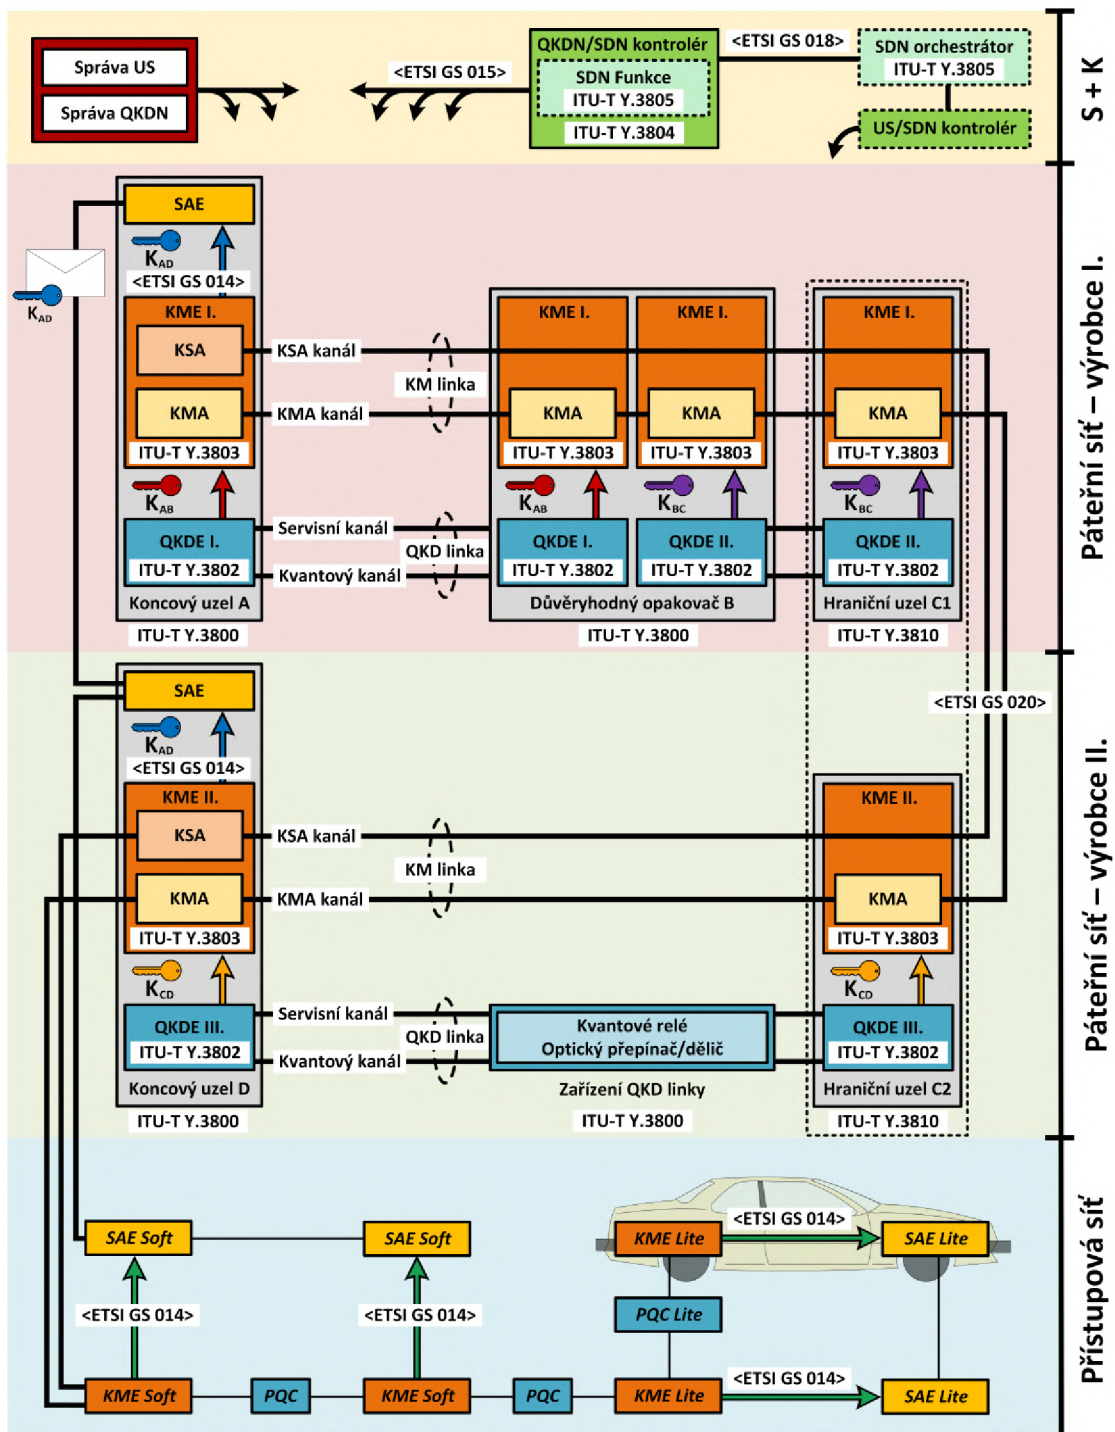 Správa US
Správa QKDN
<ETSI GS 015>
QKDN/SDN kontrolér
SDN Funkce
ITU-T Y.3805
ITU-T Y.3804
<ETSI GS 018>
SDN orchestrátor
ITU-T Y.3805
US/SDN kontrolér
S + K
SAE
K_AD
<ETSI GS 014>
K_AD
KME I.
KSA
KMA
ITU-T Y.3803
K_AB
QKDE I.
ITU-T Y.3802
Koncový uzel A
ITU-T Y.3800
KSA kanál
KM linka
KMA kanál
Servisní kanál
QKD linka
Kvantový kanál
KME I.
KME I.
KMA
KMA
ITU-T Y.3803
ITU-T Y.3803
K_AB
K_BC
QKDE I.
QKDE II.
ITU-T Y.3802
ITU-T Y.3802
Důvěryhodný opakovač B
ITU-T Y.3800
KME I.
KMA
ITU-T Y.3803
K_BC
QKDE II.
ITU-T Y.3802
Hraniční uzel C1
ITU-T Y.3810
Páteřní síť – výrobce I.
SAE
K_AD
<ETSI GS 014>
KME II.
KSA
KMA
ITU-T Y.3803
K_CD
QKDE III.
ITU-T Y.3802
Koncový uzel D
ITU-T Y.3800
KSA kanál
KM linka
KMA kanál
Servisní kanál
QKD linka
Kvantový kanál
Kvantové relé
Optický přepínač/dělič
Zařízení QKD linky
ITU-T Y.3800
<ETSI GS 020>
KME II.
KMA
ITU-T Y.3803
K_CD
QKDE III.
ITU-T Y.3802
Hraniční uzel C2
ITU-T Y.3810
Páteřní síť – výrobce II.
SAE Soft
SAE Soft
KME Lite
<ETSI GS 014>
SAE Lite
<ETSI GS 014>
<ETSI GS 014>
PQC Lite
KME Soft
PQC
KME Soft
PQC
KME Lite
<ETSI GS 014>
SAE Lite
Přístupová síť